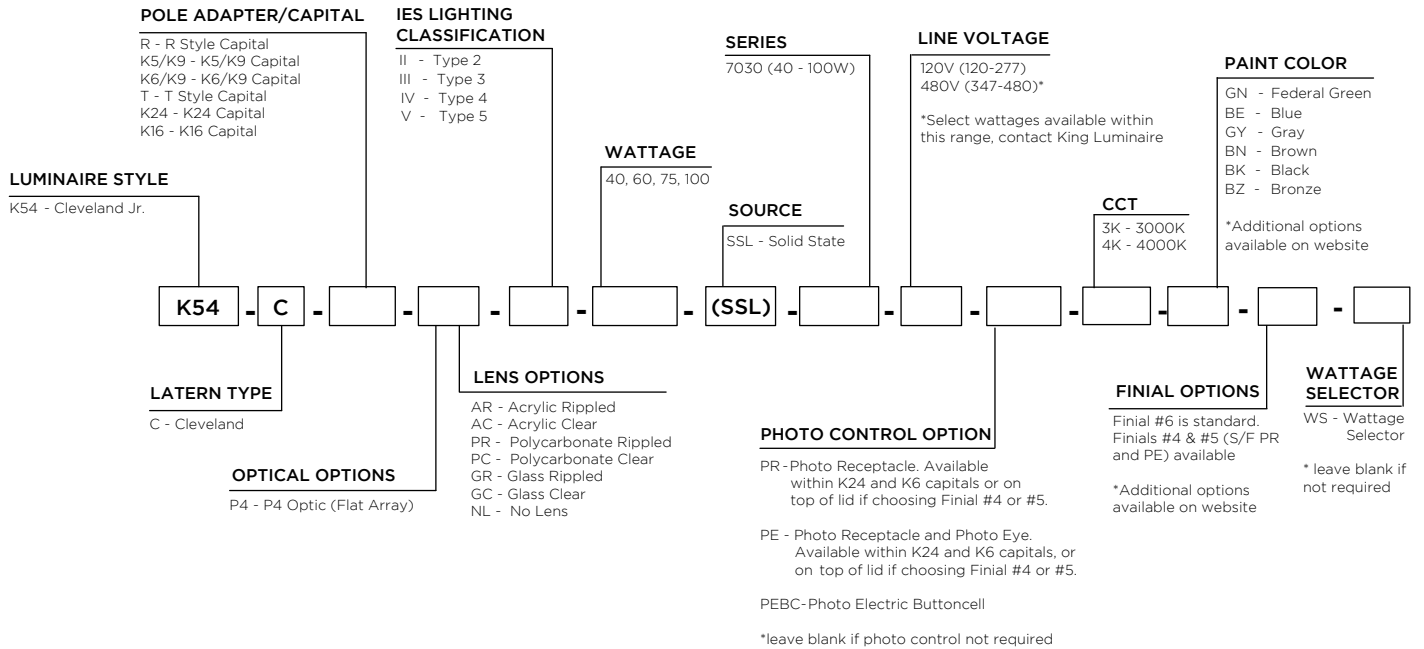 POLE ADAPTER/CAPITAL
R - R Style Capital
K5/K9 - K5/K9 Capital
K6/K9 - K6/K9 Capital
T - T Style Capital
K24 - K24 Capital
K16 - K16 Capital
IES LIGHTING
CLASSIFICATION
II - Type 2
III - Type 3
IV - Type 4
V - Type 5
SERIES
7030 (40 - 100W)
LINE VOLTAGE
120V (120-277)
480V (347-480)*
*Select wattages available within
this range, contact King Luminaire
PAINT COLOR
GN - Federal Green
BE - Blue
GY - Gray
BN - Brown
BK - Black
BZ - Bronze
*Additional options
available on website
WATTAGE
40, 60, 75, 100
LUMINAIRE STYLE
K54 - Cleveland Jr.
SOURCE
SSL - Solid State
CCT
3K - 3000K
4K - 4000K
K54 - C - - - - - (SSL) - - - - - - -
LATERN TYPE
C - Cleveland
OPTICAL OPTIONS
P4 - P4 Optic (Flat Array)
LENS OPTIONS
AR - Acrylic Rippled
AC - Acrylic Clear
PR - Polycarbonate Rippled
PC - Polycarbonate Clear
GR - Glass Rippled
GC - Glass Clear
NL - No Lens
PHOTO CONTROL OPTION
PR - Photo Receptacle. Available
within K24 and K6 capitals or on
top of lid if choosing Finial #4 or #5.
PE - Photo Receptacle and Photo Eye.
Available within K24 and K6 capitals, or
on top of lid if choosing Finial #4 or #5.
PEBC-Photo Electric Buttoncell
*leave blank if photo control not required
FINIAL OPTIONS
Finial #6 is standard.
Finials #4 & #5 (S/F PR
and PE) available
*Additional options
available on website
WATTAGE
SELECTOR
WS - Wattage
Selector
* leave blank if
not required